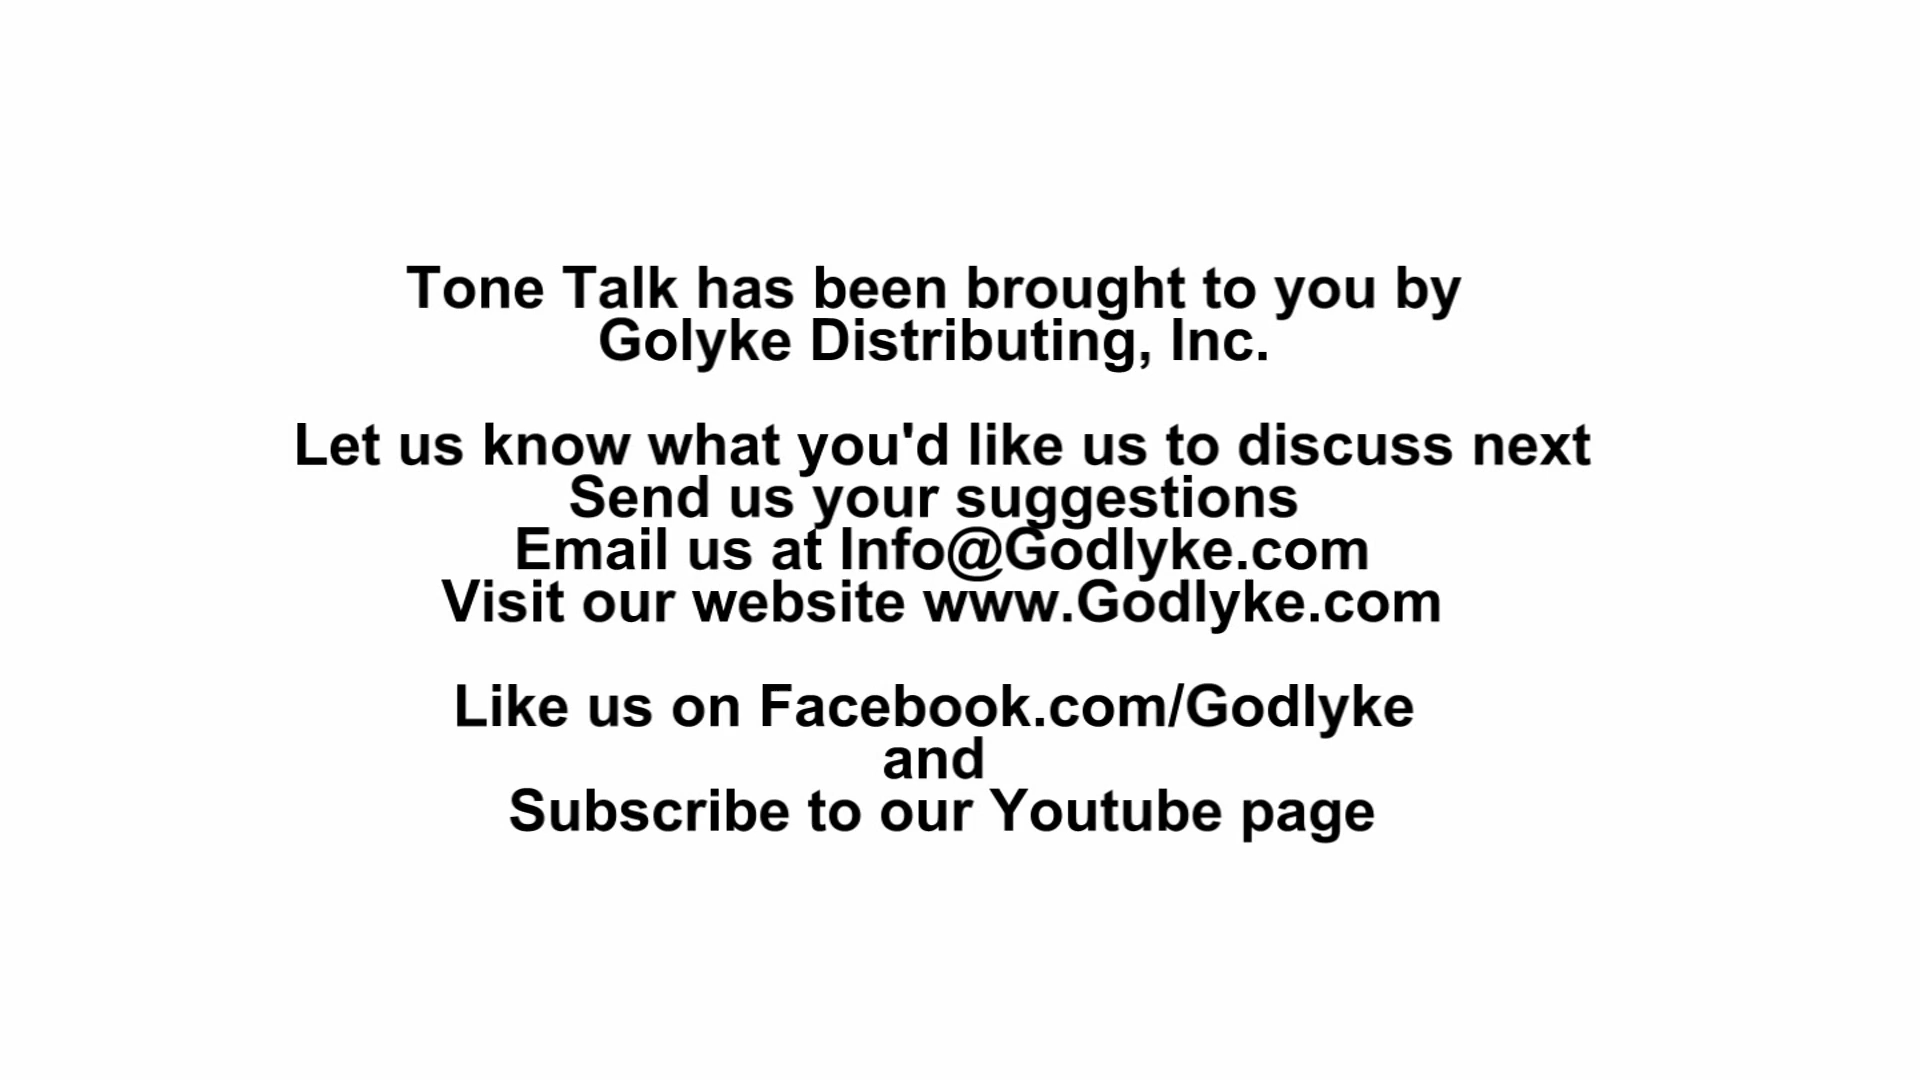 Tone Talk has been brought to you by
Golyke Distributing, Inc.
Let us know what you'd like us to discuss next
Send us your suggestions
Email us at Info@Godlyke.com
Visit our website www.Godlyke.com
Like us on Facebook.com/Godlyke
and
Subscribe to our Youtube page